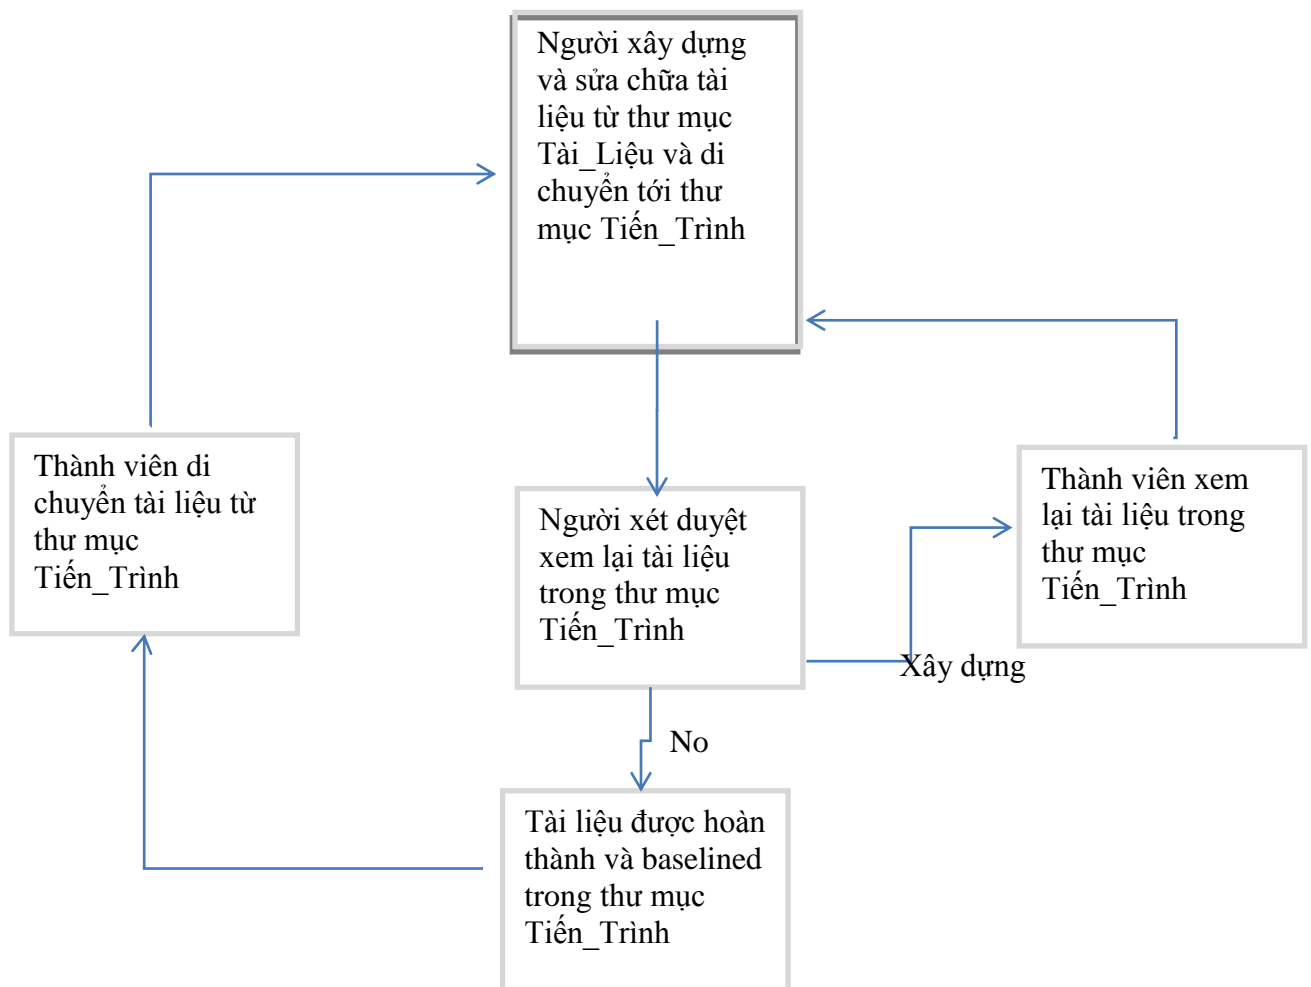 Người xây dựng
và sửa chữa tài
liệu từ thư mục
Tài_Liệu và di
chuyển tới thư
mục Tiến_Trình
Thành viên di
chuyển tài liệu từ
thư mục
Tiến_Trình
Người xét duyệt
xem lại tài liệu
trong thư mục
Tiến_Trình
Thành viên xem
lại tài liệu trong
thư mục
Tiến_Trình
Xây dựng
No
Tài liệu được hoàn
thành và baselined
trong thư mục
Tiến_Trình